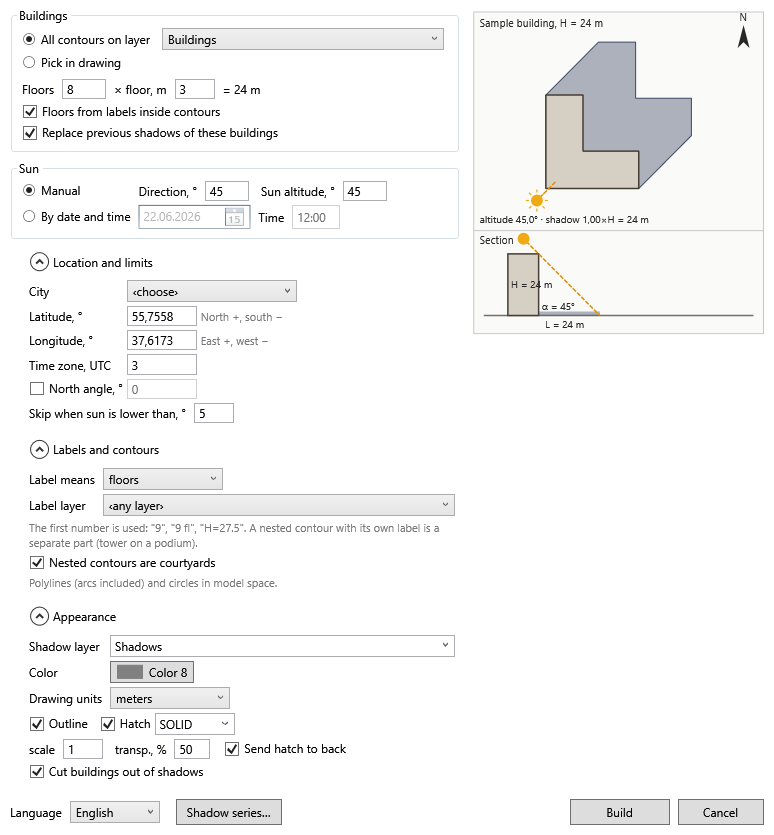 Buildings
All contours on layer Buildings
Pick in drawing
Floors 8 × floor, m 3 = 24 m
Floors from labels inside contours
Replace previous shadows of these buildings
Sun
Manual Direction, ° 45 Sun altitude, ° 45
By date and time 22.06.2026 15 Time 12:00
Location and limits
City ‹choose›
Latitude, ° 55,7558 North +, south −
Longitude, ° 37,6173 East +, west −
Time zone, UTC 3
North angle, ° 0
Skip when sun is lower than, ° 5
Labels and contours
Label means floors
Label layer ‹any layer›
The first number is used: "9", "9 fl", "H=27.5". A nested contour with its own label is a
separate part (tower on a podium).
Nested contours are courtyards
Polylines (arcs included) and circles in model space.
Appearance
Shadow layer Shadows
Color Color 8
Drawing units meters
Outline Hatch SOLID
scale 1 transp., % 50 Send hatch to back
Cut buildings out of shadows
Language English Shadow series... Build Cancel
Sample building, H = 24 m
N
altitude 45,0° · shadow 1,00×H = 24 m
Section
H = 24 m
α = 45°
L = 24 m